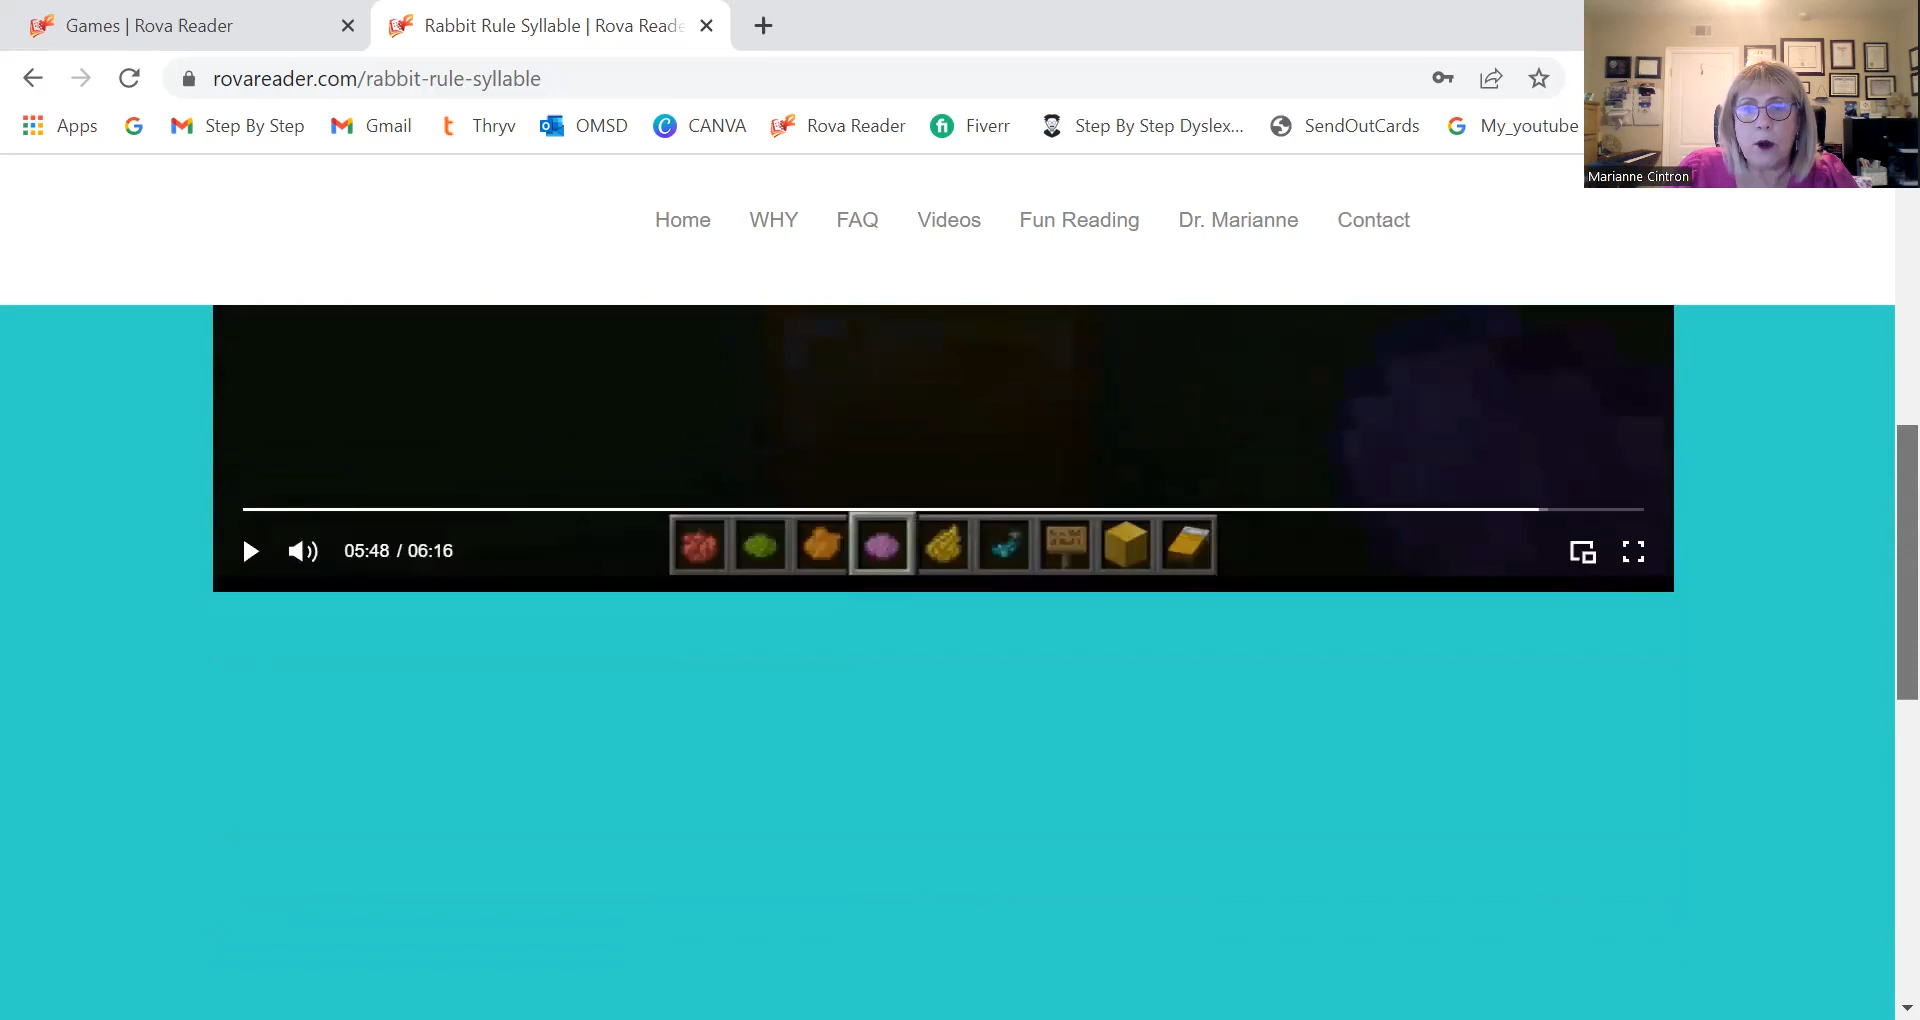 Games | Rova Reader
Rabbit Rule Syllable | Rova Reade
rovareader.com/rabbit-rule-syllable
Apps Step By Step Gmail Thryv OMSD CANVA Rova Reader Fiverr Step By Step Dyslex... SendOutCards My_youtube
Marianne Cintron
Home WHY FAQ Videos Fun Reading Dr. Marianne Contact
05:48 / 06:16